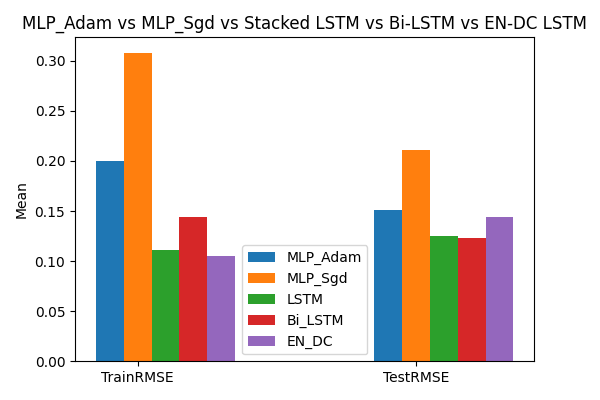 MLP_Adam vs MLP_Sgd vs Stacked LSTM vs Bi-LSTM vs EN-DC LSTM
0.30
0.25
0.20
0.15
0.10
0.05
0.00
Mean
MLP_Adam
MLP_Sgd
LSTM
Bi_LSTM
EN_DC
TrainRMSE
TestRMSE